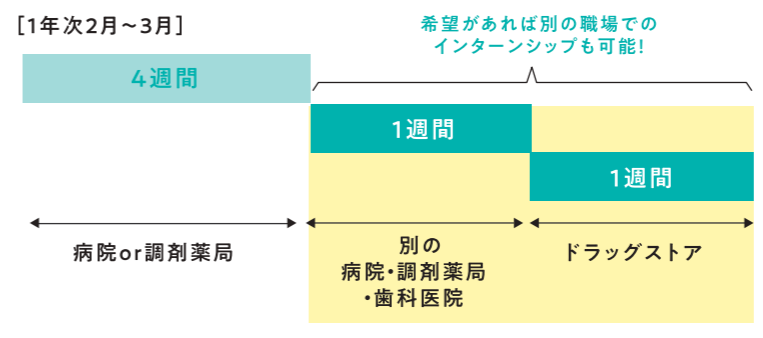 ［1年次2月～3月］
希望があれば別の職場での
インターンシップも可能！
4週間
1週間
1週間
病院or調剤薬局
別の
病院・調剤薬局
・歯科医院
ドラッグストア